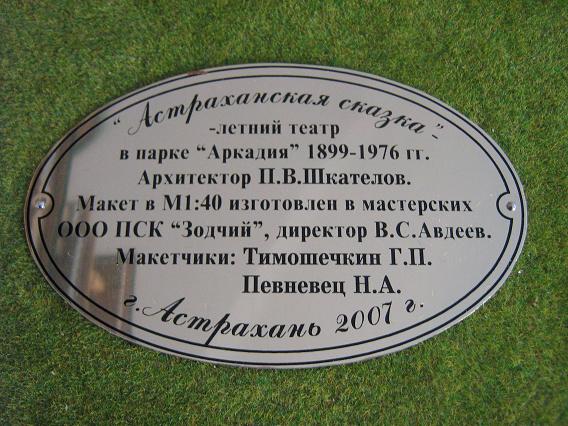 "Астраханская сказка"-
-летний театр
в парке "Аркадия" 1899-1976 гг.
Архитектор П.В.Шкателов.
Макет в М1:40 изготовлен в мастерских
ООО ПСК "Зодчий", директор В.С.Авдеев.
Макетчики: Тимошечкин Г.П.
Певневец Н.А.
г. Астрахань 2007 г.